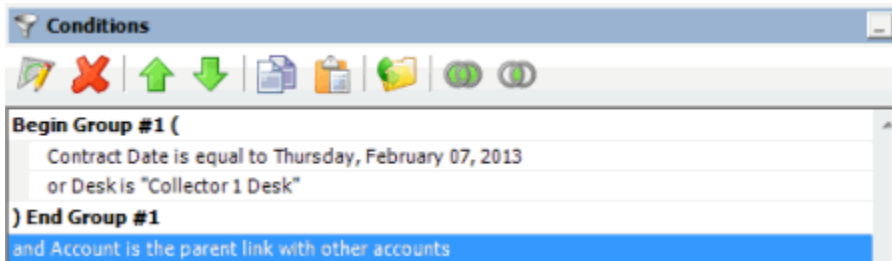 Conditions
Begin Group #1 (
Contract Date is equal to Thursday, February 07, 2013
or Desk is "Collector 1 Desk"
) End Group #1
and Account is the parent link with other accounts